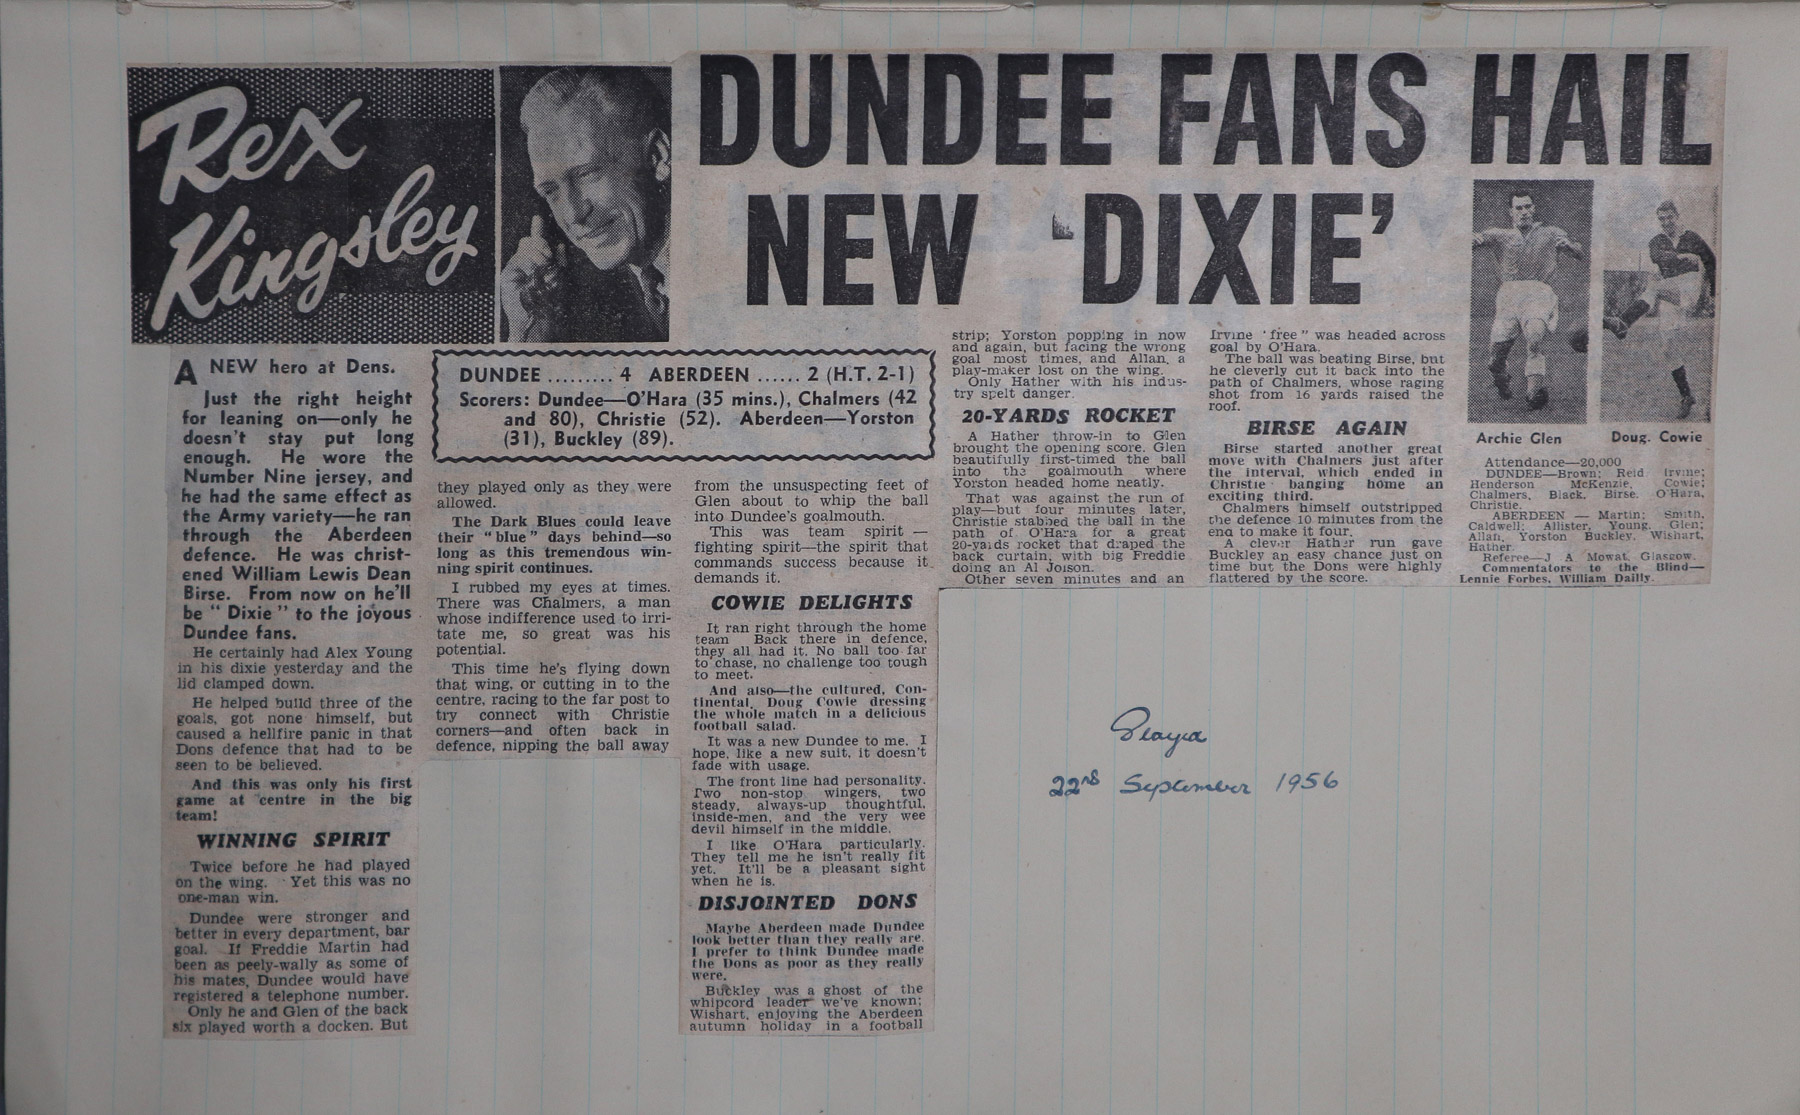 Rex
Kingsley
DUNDEE FANS HAIL
NEW 'DIXIE'
A NEW hero at Dens.
Just the right height
for leaning on—only he
doesn't stay put long
enough. He wore the
Number Nine jersey, and
he had the same effect as
the Army variety—he ran
through the Aberdeen
defence. He was christ-
ened William Lewis Dean
Birse. From now on he'll
be "Dixie" to the joyous
Dundee fans.
He certainly had Alex Young
in his dixie yesterday and the
lid clamped down.
He helped build three of the
goals, got none himself, but
caused a hellfire panic in that
Dons defence that had to be
seen to be believed.
And this was only his first
game at centre in the big
team!
WINNING SPIRIT
Twice before he had played
on the wing. Yet this was no
one-man win.
Dundee were stronger and
better in every department, bar
goal. If Freddie Martin had
been as peely-wally as some of
his mates, Dundee would have
registered a telephone number.
Only he and Glen of the back
six played worth a docken. But
DUNDEE ......... 4 ABERDEEN ...... 2 (H.T. 2-1)
Scorers: Dundee—O'Hara (35 mins.), Chalmers (42
and 80), Christie (52). Aberdeen—Yorston
(31), Buckley (89).
they played only as they were
allowed.
The Dark Blues could leave
their "blue" days behind—so
long as this tremendous win-
ning spirit continues.
I rubbed my eyes at times.
There was Chalmers, a man
whose indifference used to irri-
tate me, so great was his
potential.
This time he's flying down
that wing, or cutting in to the
centre, racing to the far post to
try connect with Christie
corners—and often back in
defence, nipping the ball away
from the unsuspecting feet of
Glen about to whip the ball
into Dundee's goalmouth.
This was team spirit —
fighting spirit—the spirit that
commands success because it
demands it.
COWIE DELIGHTS
It ran right through the home
team Back there in defence,
they all had it. No ball too far
to chase, no challenge too tough
to meet.
And also—the cultured, Con-
tinental, Doug Cowie dressing
the whole match in a delicious
football salad.
It was a new Dundee to me. I
hope, like a new suit, it doesn't
fade with usage.
The front line had personality.
Two non-stop wingers, two
steady, always-up thoughtful,
inside-men, and the very wee
devil himself in the middle.
I like O'Hara particularly.
They tell me he isn't really fit
yet. It'll be a pleasant sight
when he is.
DISJOINTED DONS
Maybe Aberdeen made Dundee
look better than they really are.
I prefer to think Dundee made
the Dons as poor as they really
were.
Buckley was a ghost of the
whipcord leader we've known;
Wishart, enjoying the Aberdeen
autumn holiday in a football
strip; Yorston popping in now
and again, but facing the wrong
goal most times, and Allan, a
play-maker lost on the wing.
Only Hather with his indus-
try spelt danger.
20-YARDS ROCKET
A Hather throw-in to Glen
brought the opening score. Glen
beautifully first-timed the ball
into the goalmouth where
Yorston headed home neatly.
That was against the run of
play—but four minutes later,
Christie stabbed the ball in the
path of O'Hara for a great
20-yards rocket that draped the
back curtain, with big Freddie
doing an Al Jolson.
Other seven minutes and an
Irvine 'free" was headed across
goal by O'Hara.
The ball was beating Birse, but
he cleverly cut it back into the
path of Chalmers, whose raging
shot from 16 yards raised the
roof.
BIRSE AGAIN
Birse started another great
move with Chalmers just after
the interval, which ended in
Christie banging home an
exciting third.
Chalmers himself outstripped
the defence 10 minutes from the
end to make it four.
A clever Hather run gave
Buckley an easy chance just on
time but the Dons were highly
flattered by the score.
Archie Glen Doug. Cowie
Attendance—20,000
DUNDEE—Brown; Reid Irvine;
Henderson McKenzie, Cowie;
Chalmers, Black, Birse, O'Hara,
Christie.
ABERDEEN — Martin; Smith,
Caldwell; Allister, Young, Glen;
Allan, Yorston Buckley, Wishart,
Hather.
Referee—J A Mowat, Glasgow.
Commentators to the Blind—
Lennie Forbes, William Dailly.
Played
22nd September 1956